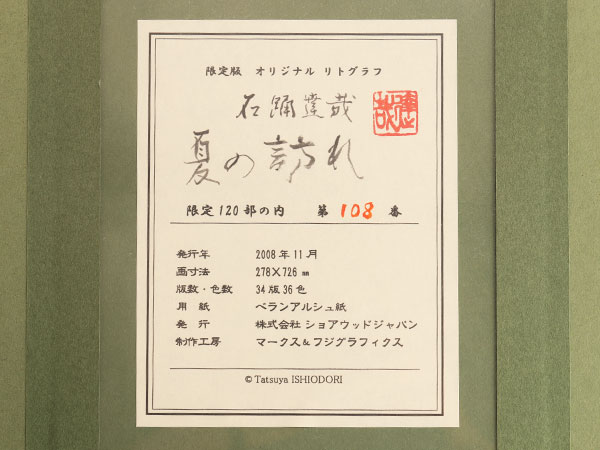 限定版 オリジナル リトグラフ
石踊達哉
達哉
夏の訪れ
限定120部の内 第108番
発行年 2008年11月
画寸法 278×726㎜
版数・色数 34版36色
用紙 ベランアルシュ紙
発行 株式会社 ショアウッドジャパン
制作工房 マークス&フジグラフィクス
© Tatsuya ISHIODORI